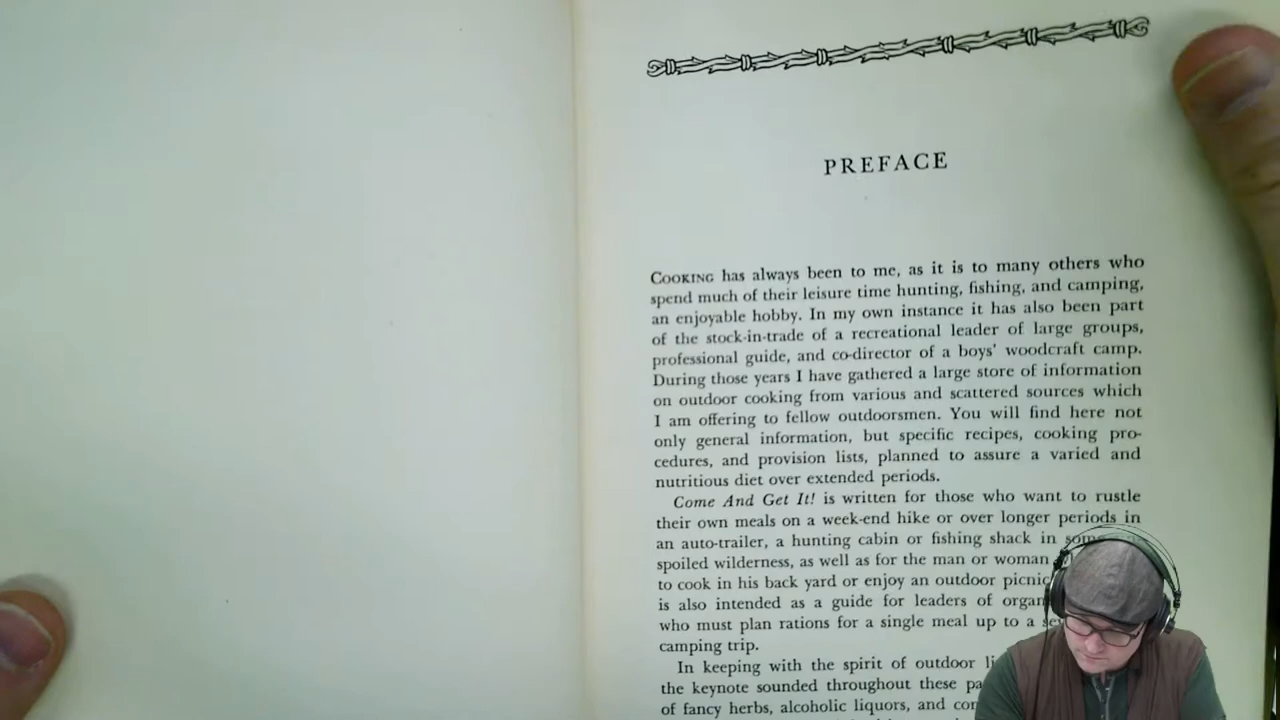 PREFACE
COOKING has always been to me, as it is to many others who
spend much of their leisure time hunting, fishing, and camping,
an enjoyable hobby. In my own instance it has also been part
of the stock-in-trade of a recreational leader of large groups,
professional guide, and co-director of a boys' woodcraft camp.
During those years I have gathered a large store of information
on outdoor cooking from various and scattered sources which
I am offering to fellow outdoorsmen. You will find here not
only general information, but specific recipes, cooking pro-
cedures, and provision lists, planned to assure a varied and
nutritious diet over extended periods.
Come And Get It! is written for those who want to rustle
their own meals on a week-end hike or over longer periods in
an auto-trailer, a hunting cabin or fishing shack in
spoiled wilderness, as well as for the man or woman
to cook in his back yard or enjoy an outdoor picnic
is also intended as a guide for leaders of
who must plan rations for a single meal up to a
camping trip.
In keeping with the spirit of outdoor
the keynote sounded throughout these
of fancy herbs, alcoholic liquors, and